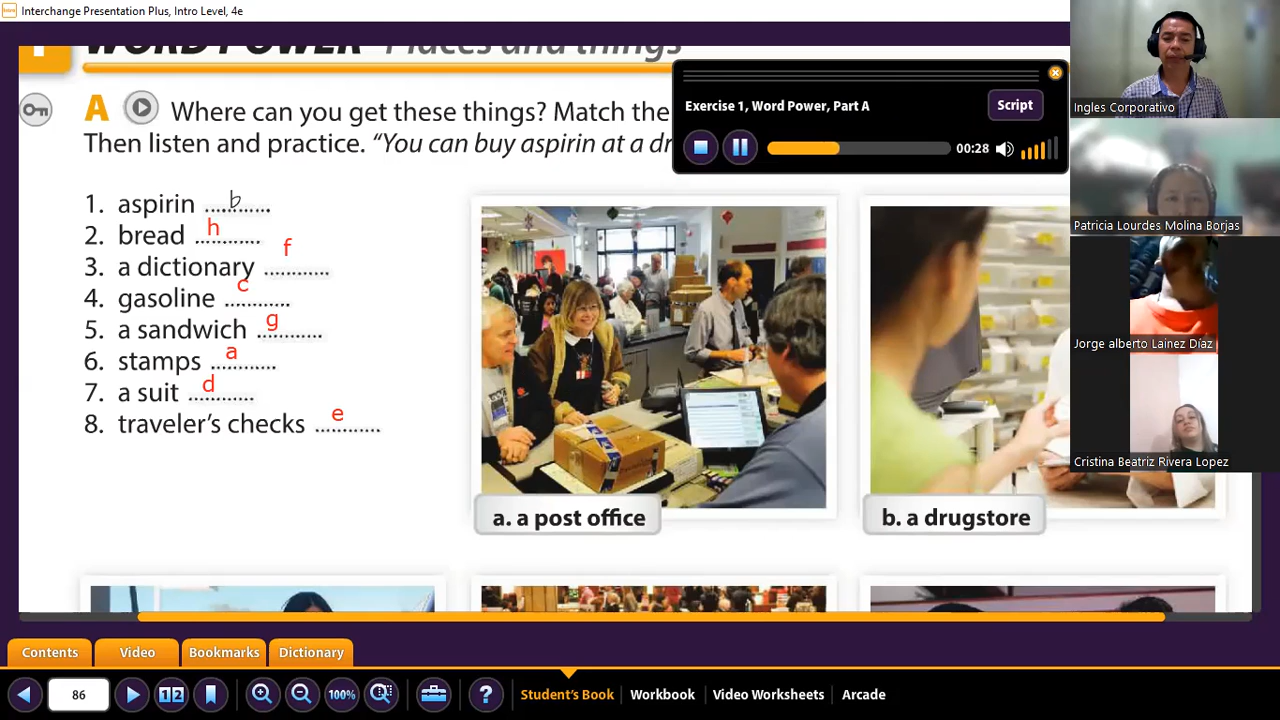 Interchange Presentation Plus, Intro Level, 4e
WORD POWER Places and things
A Where can you get these things? Match the
Then listen and practice. "You can buy aspirin at a dr
1. aspirin ............ b
2. bread ............ h
3. a dictionary ............ f
4. gasoline ............ c
5. a sandwich ............ g
6. stamps ............ a
7. a suit ............ d
8. traveler's checks ............ e
a. a post office
b. a drugstore
Exercise 1, Word Power, Part A
Script
00:28
Ingles Corporativo
Patricia Lourdes Molina Borjas
Jorge alberto Laínez Díaz
Cristina Beatriz Rivera Lopez
Contents Video Bookmarks Dictionary
86 1 2 100% ? Student's Book Workbook Video Worksheets Arcade